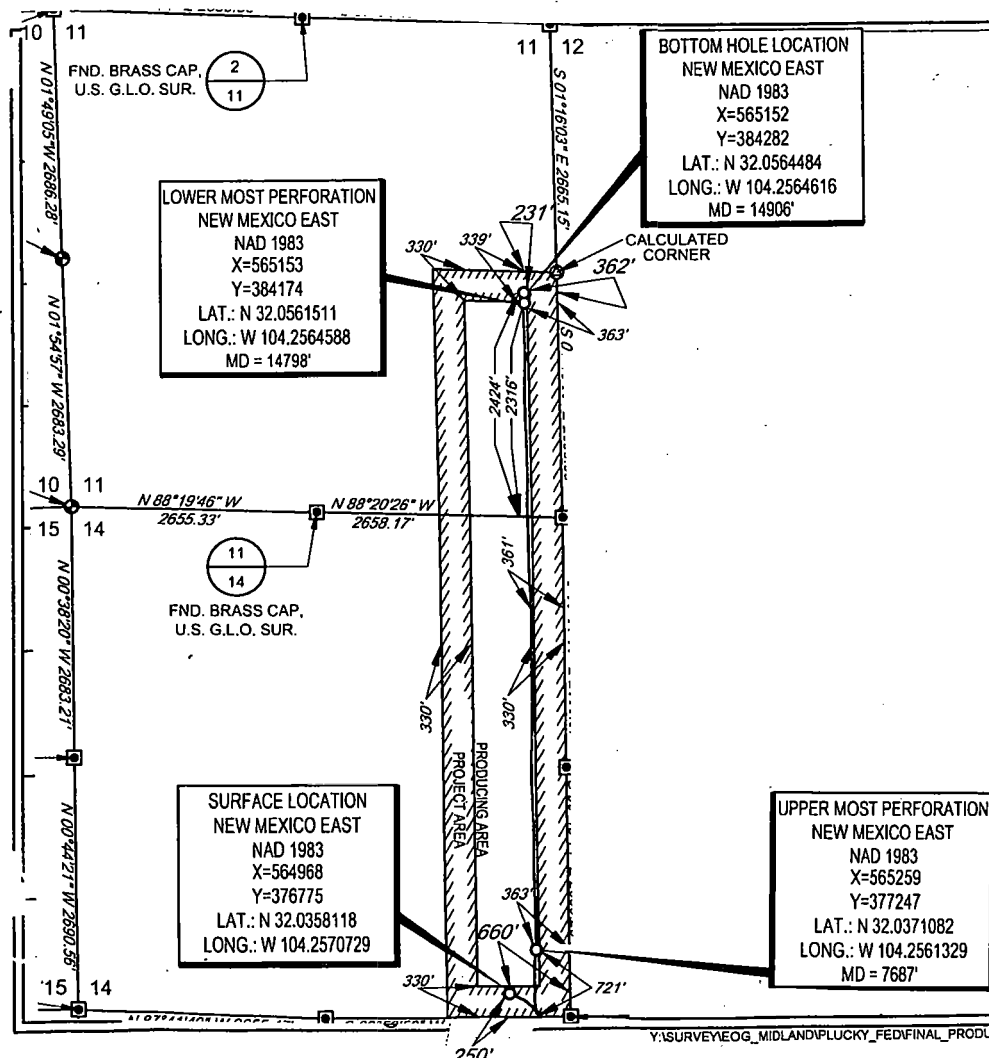 10 11
11 12
FND. BRASS CAP,
U.S. G.L.O. SUR.
2
11
BOTTOM HOLE LOCATION
NEW MEXICO EAST
NAD 1983
X=565152
Y=384282
LAT.: N 32.0564484
LONG.: W 104.2564616
MD = 14906'
N 01°49'05" W 2686.28'
S 01°16'03" E 2665.15'
LOWER MOST PERFORATION
NEW MEXICO EAST
NAD 1983
X=565153
Y=384174
LAT.: N 32.0561511
LONG.: W 104.2564588
MD = 14798'
231'
330'
339'
CALCULATED
CORNER
362'
363'
S 0
N 01°54'57" W 2683.29'
2424'
2316'
10 11
15 14
N 88°19'46" W
2655.33'
N 88°20'26" W
2658.17'
11
14
FND. BRASS CAP,
U.S. G.L.O. SUR.
361'
N 00°38'20" W 2683.21'
330'
330'
PRODUCING AREA
PROJECT AREA
SURFACE LOCATION
NEW MEXICO EAST
NAD 1983
X=564968
Y=376775
LAT.: N 32.0358118
LONG.: W 104.2570729
UPPER MOST PERFORATION
NEW MEXICO EAST
NAD 1983
X=565259
Y=377247
LAT.: N 32.0371082
LONG.: W 104.2561329
MD = 7687'
N 00°44'21" W 2690.56'
363'
660'
330'
721'
15 14
250'
Y:\SURVEY\EOG_MIDLAND\PLUCKY_FED\FINAL_PRODU